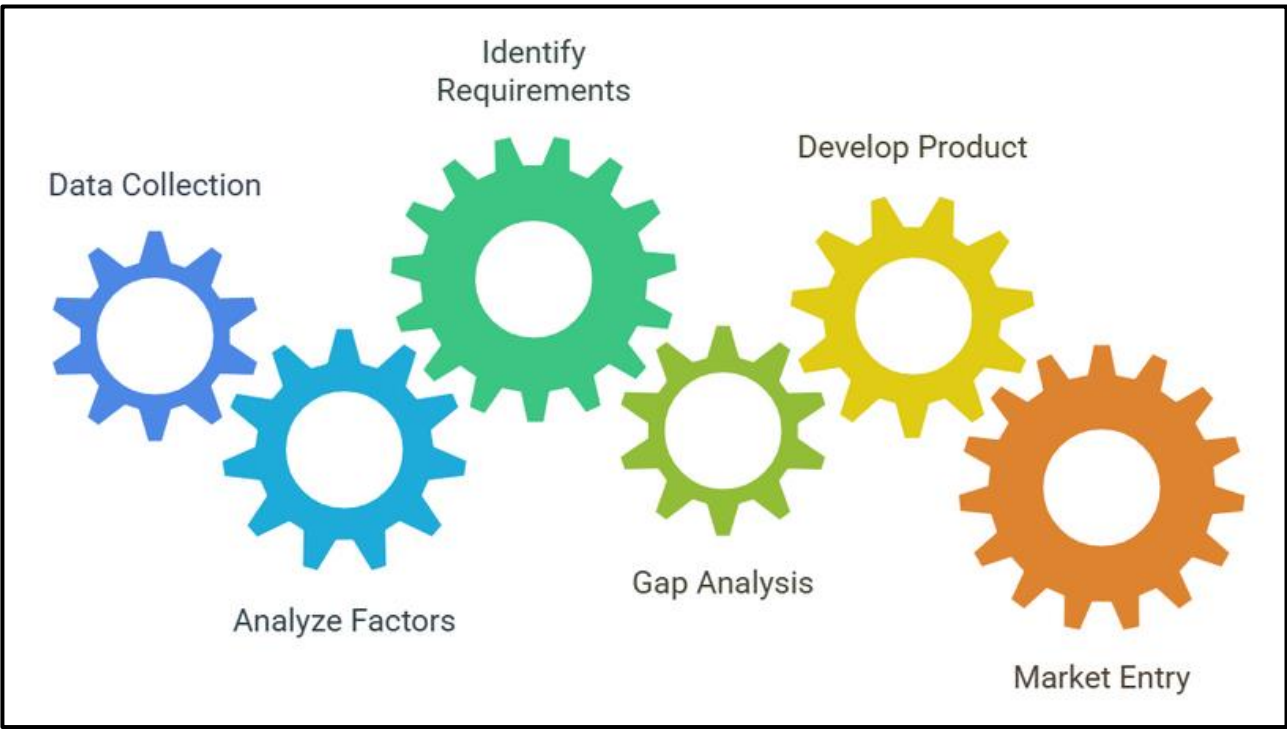 Identify
Requirements
Develop Product
Data Collection
Gap Analysis
Analyze Factors
Market Entry